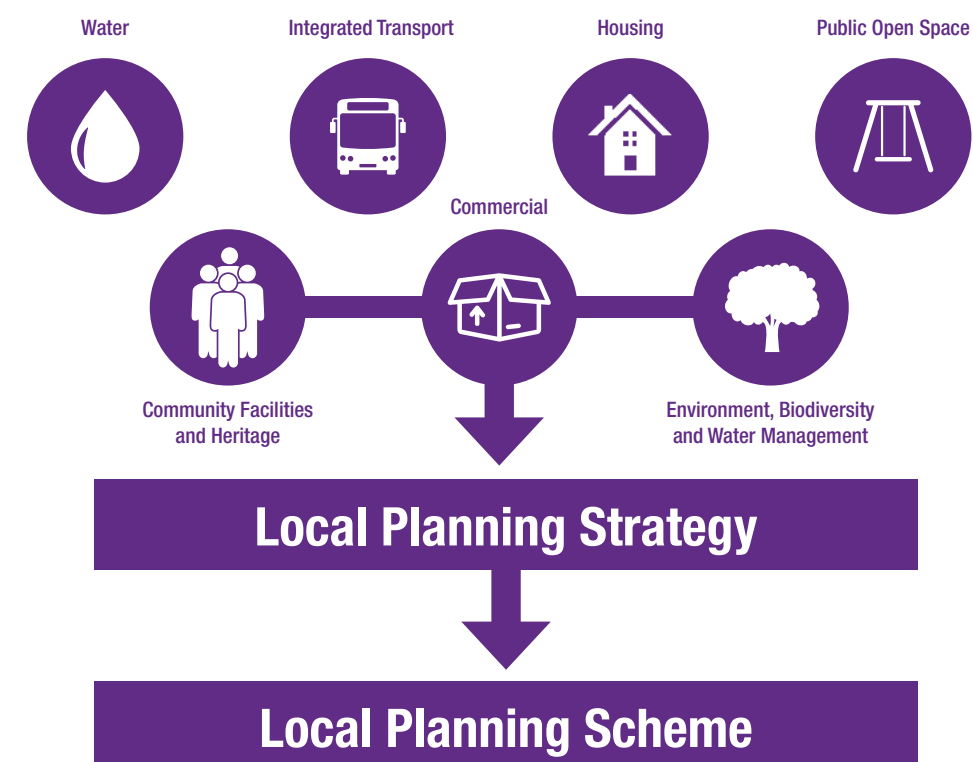 Water
Integrated Transport
Housing
Public Open Space
Commercial
Community Facilities
and Heritage
Environment, Biodiversity
and Water Management
Local Planning Strategy
Local Planning Scheme